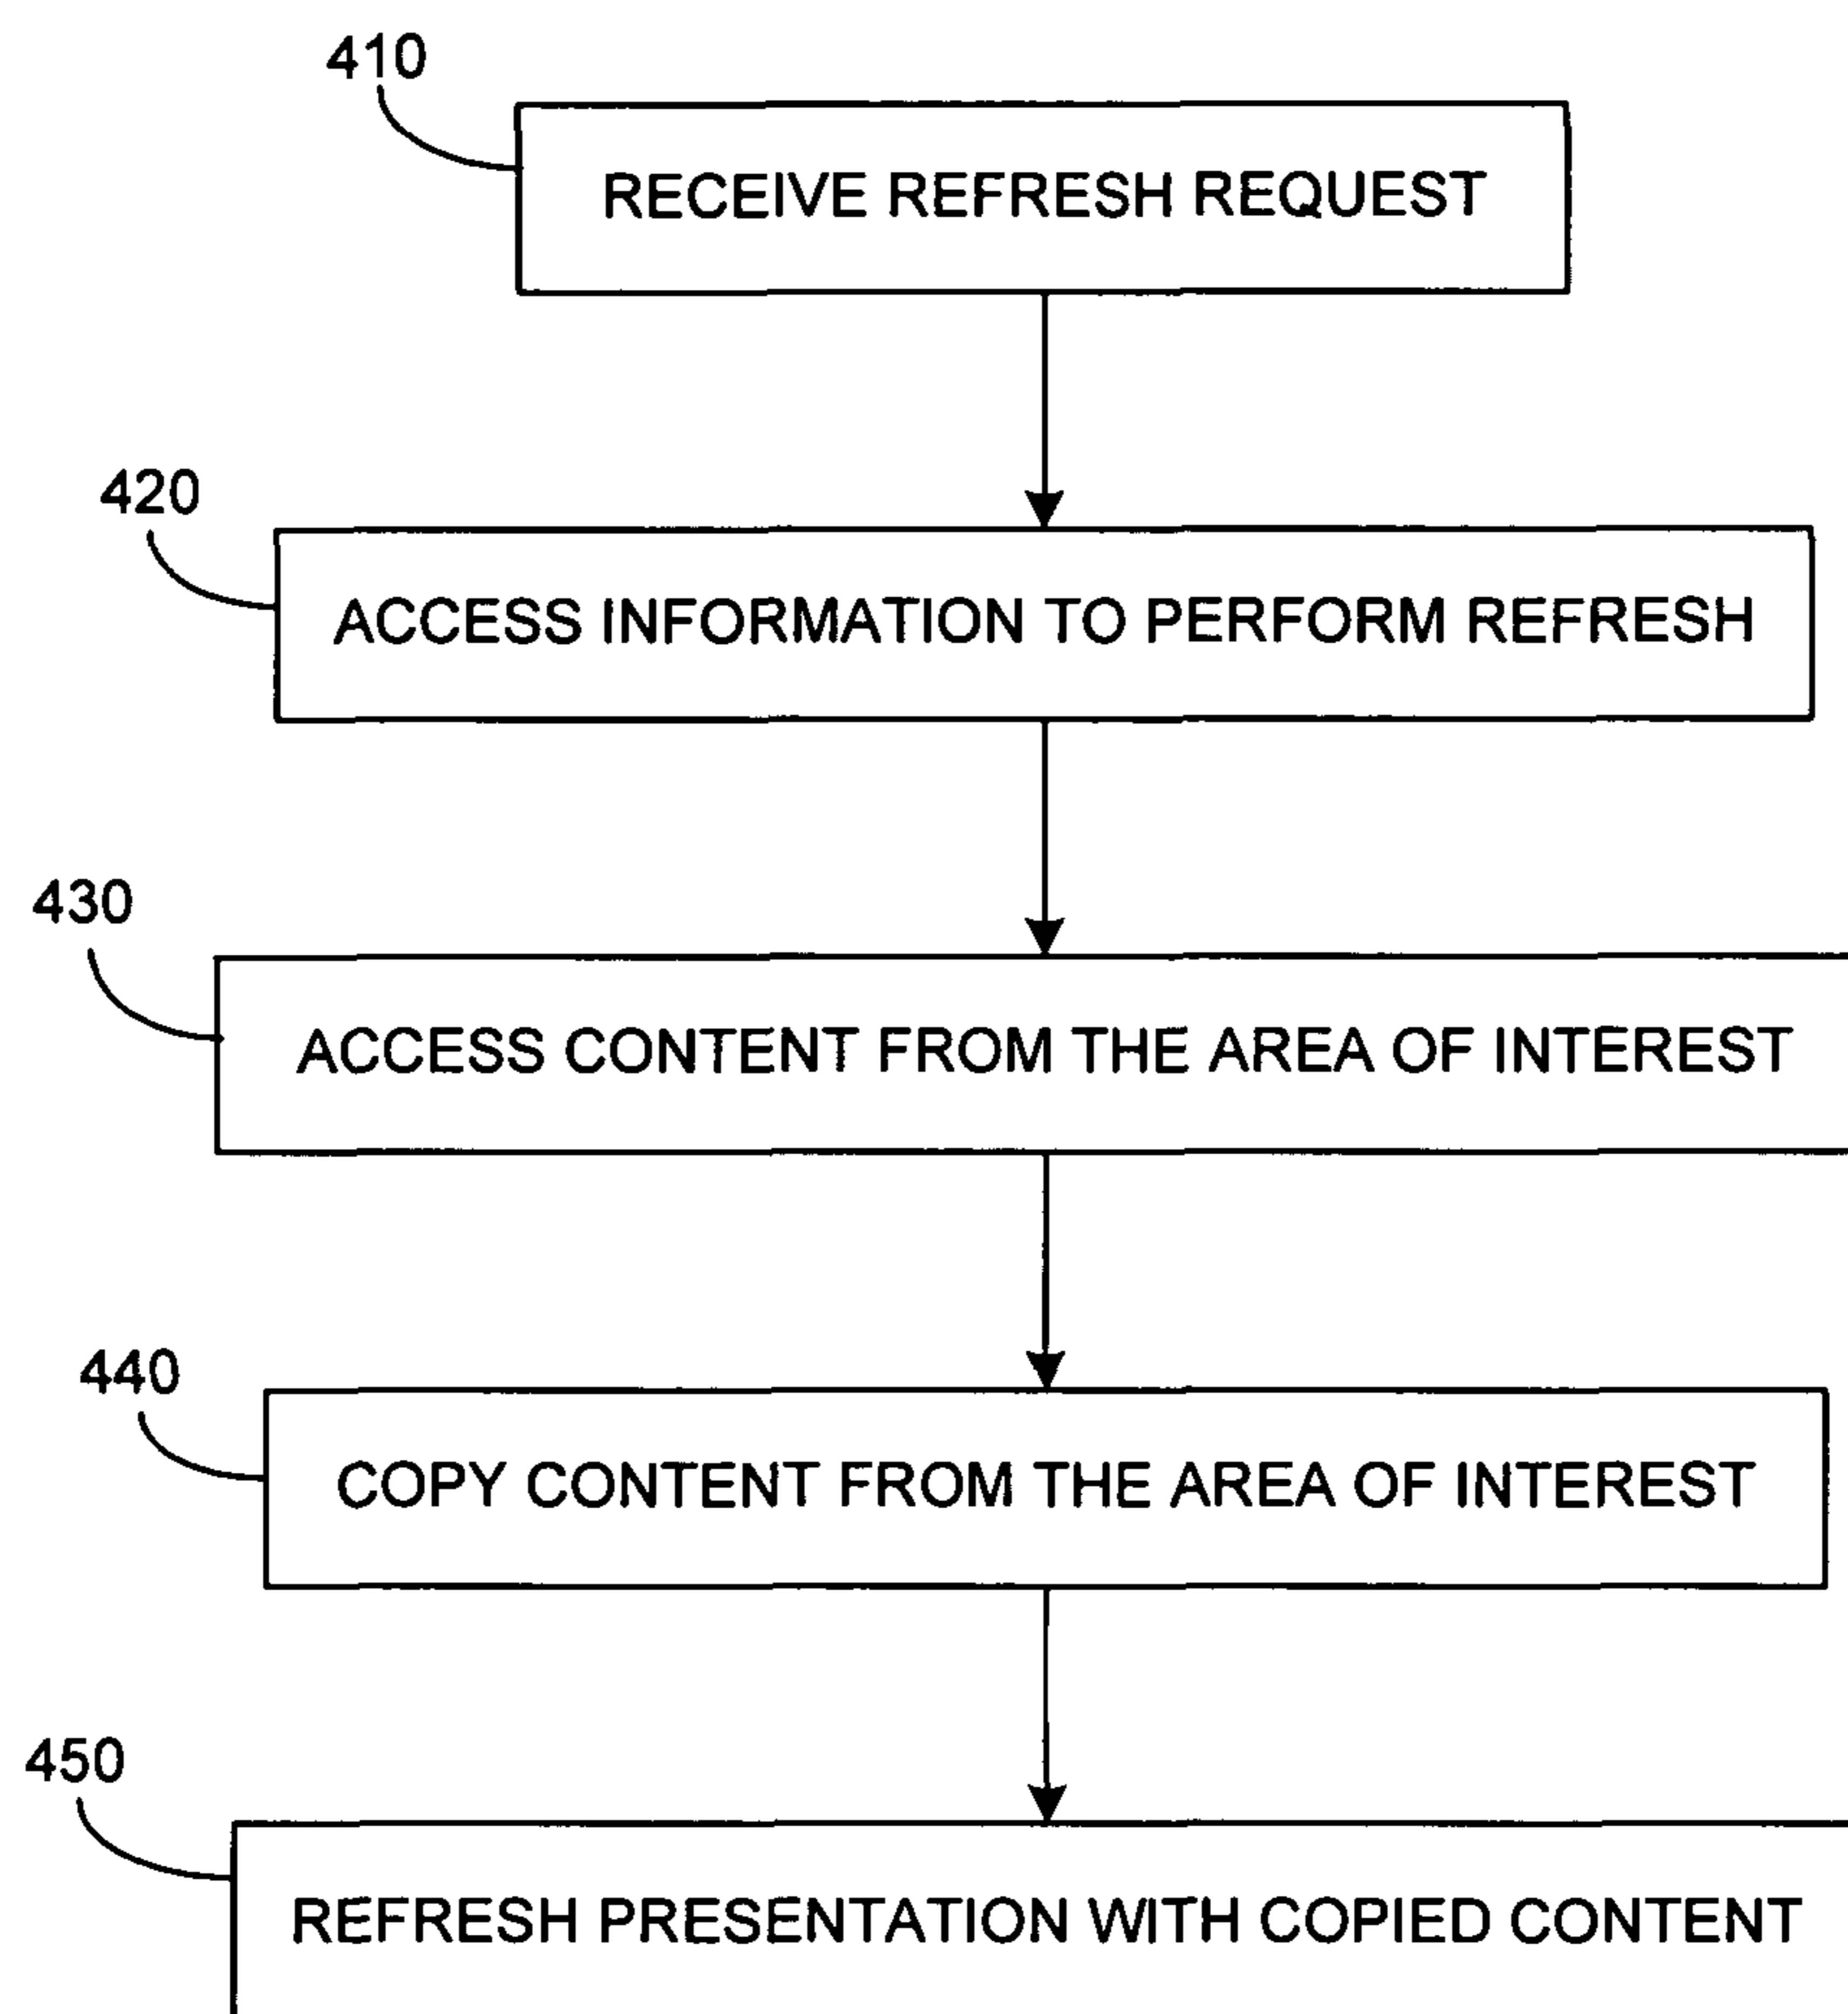 410
RECEIVE REFRESH REQUEST
420
ACCESS INFORMATION TO PERFORM REFRESH
430
ACCESS CONTENT FROM THE AREA OF INTEREST
440
COPY CONTENT FROM THE AREA OF INTEREST
450
REFRESH PRESENTATION WITH COPIED CONTENT